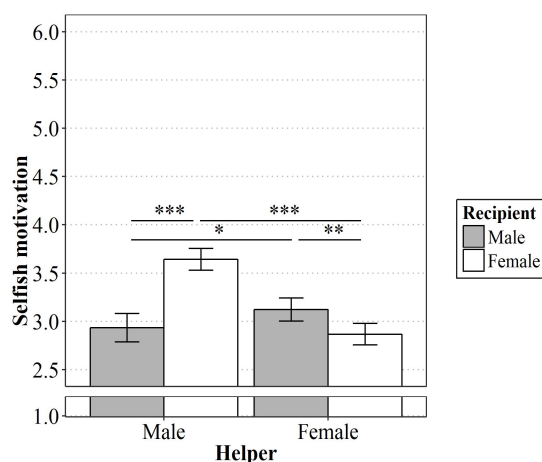 6.0
5.5
5.0
4.5
4.0
3.5
3.0
2.5
1.0
Selfish motivation
*** ***
* **
Male Female
Helper
Recipient
Male
Female